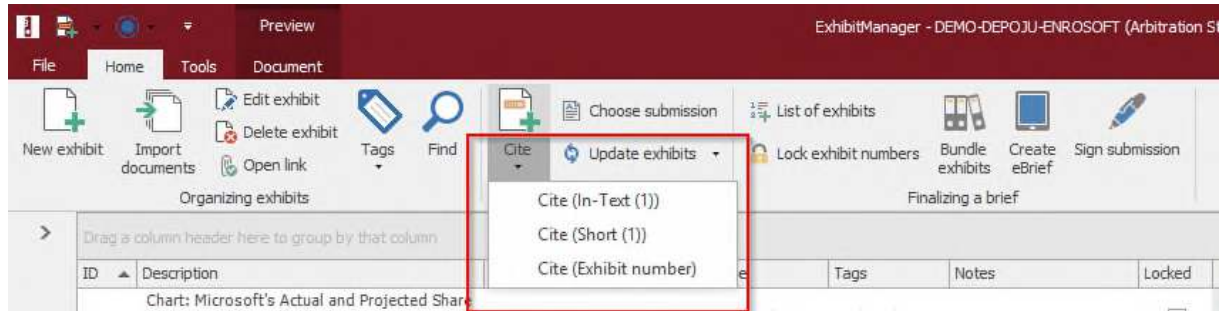 Preview
ExhibitManager - DEMO-DEPOJU-ENROSOFT (Arbitration St
File Home Tools Document
New exhibit
Import documents
Edit exhibit
Delete exhibit
Open link
Tags
Find
Organizing exhibits
Cite
Choose submission
Update exhibits
List of exhibits
Lock exhibit numbers
Bundle exhibits
Create eBrief
Sign submission
Finalizing a brief
Cite (In-Text (1))
Cite (Short (1))
Cite (Exhibit number)
Drag a column header here to group by that column
ID Description Tags Notes Locked
Chart: Microsoft's Actual and Projected Share